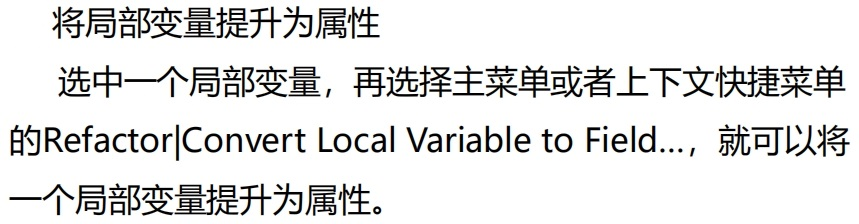 将局部变量提升为属性
选中一个局部变量，再选择主菜单或者上下文快捷菜单
的Refactor|Convert Local Variable to Field...，就可以将
一个局部变量提升为属性。